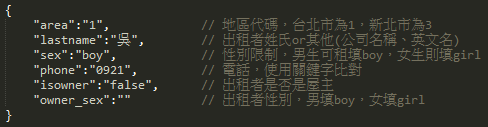 {
"area":"1", // 地區代碼，台北市為1，新北市為3
"lastname":"吳", // 出租者姓氏or其他(公司名稱、英文名)
"sex":"boy", // 性別限制，男生可租填boy，女生則填girl
"phone":"0921", // 電話，使用關鍵字比對
"isowner":"false", // 出租者是否是屋主
"owner_sex":"" // 出租者性別，男填boy，女填girl
}